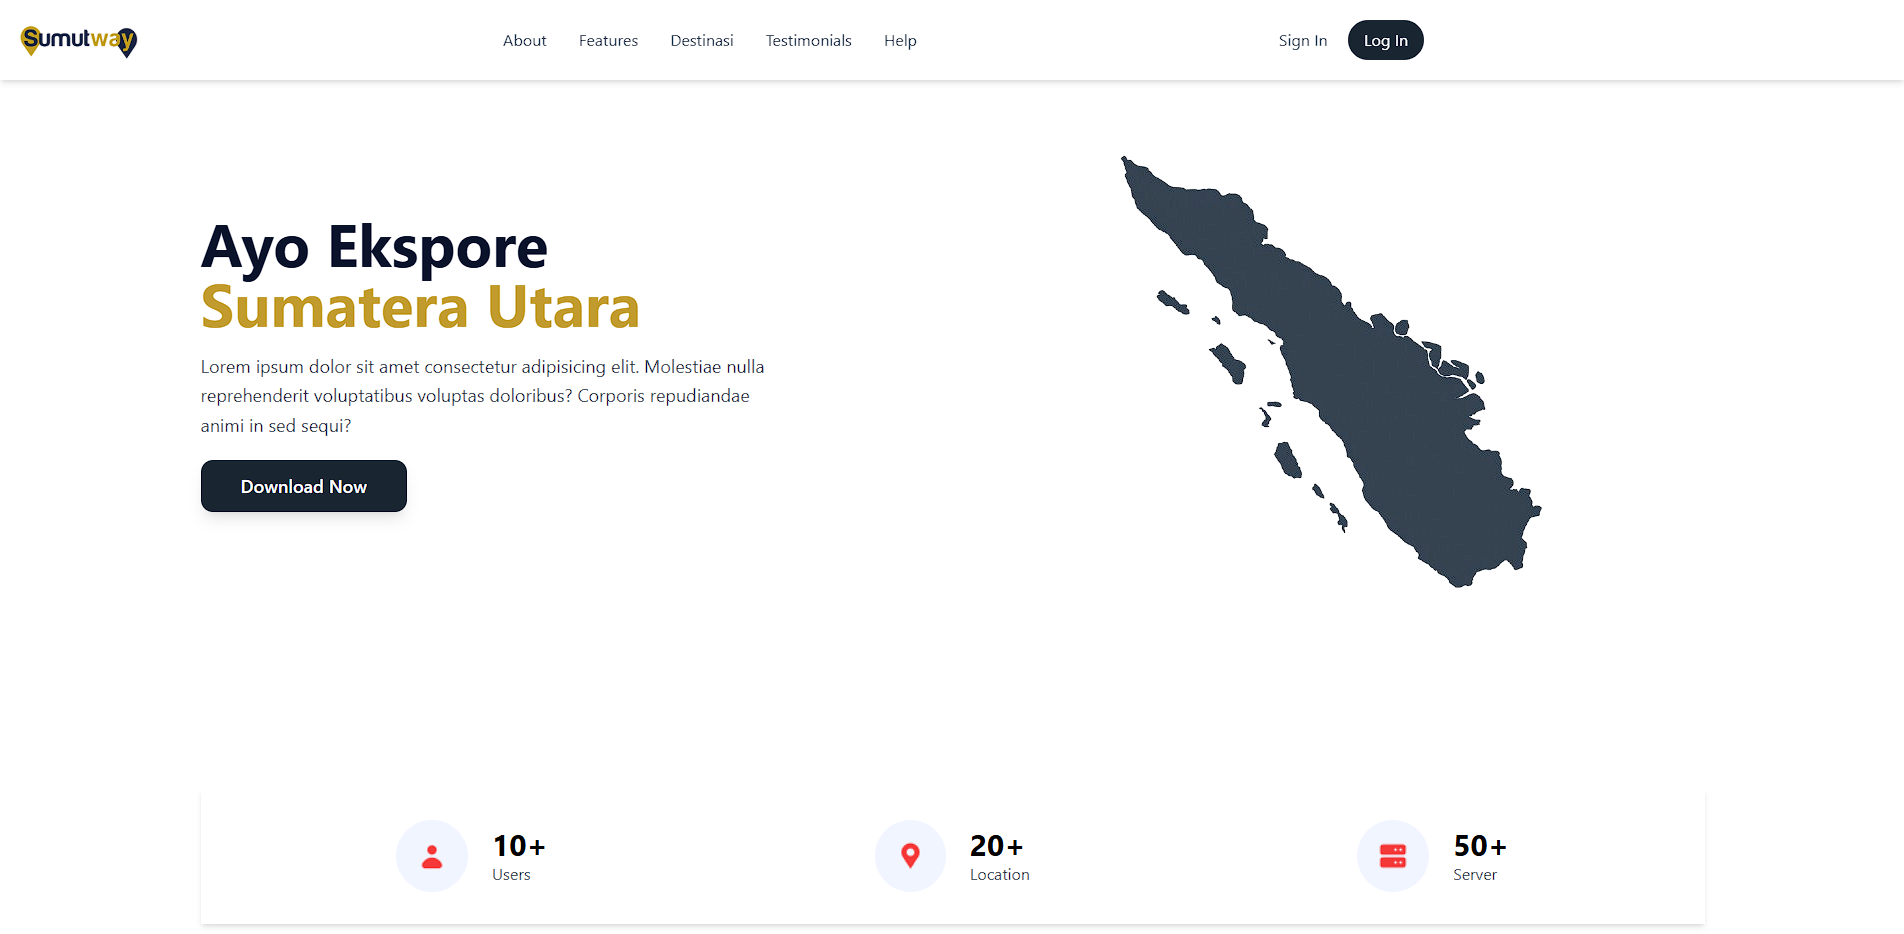 Sumutway
About Features Destinasi Testimonials Help
Sign In Log In
Ayo Ekspore
Sumatera Utara
Lorem ipsum dolor sit amet consectetur adipisicing elit. Molestiae nulla
reprehenderit voluptatibus voluptas doloribus? Corporis repudiandae
animi in sed sequi?
Download Now
10+
Users
20+
Location
50+
Server